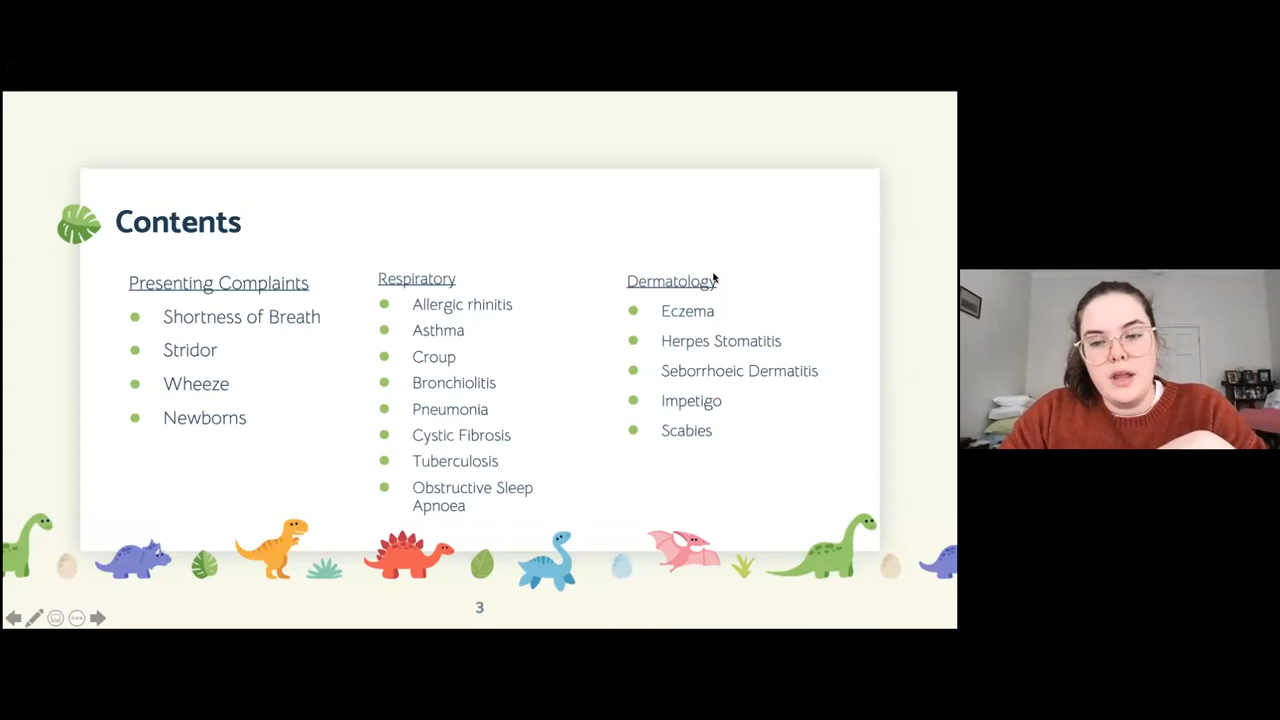 Contents
Presenting Complaints
Shortness of Breath
Stridor
Wheeze
Newborns
Respiratory
Allergic rhinitis
Asthma
Croup
Bronchiolitis
Pneumonia
Cystic Fibrosis
Tuberculosis
Obstructive Sleep
Apnoea
Dermatology
Eczema
Herpes Stomatitis
Seborrhoeic Dermatitis
Impetigo
Scabies
3